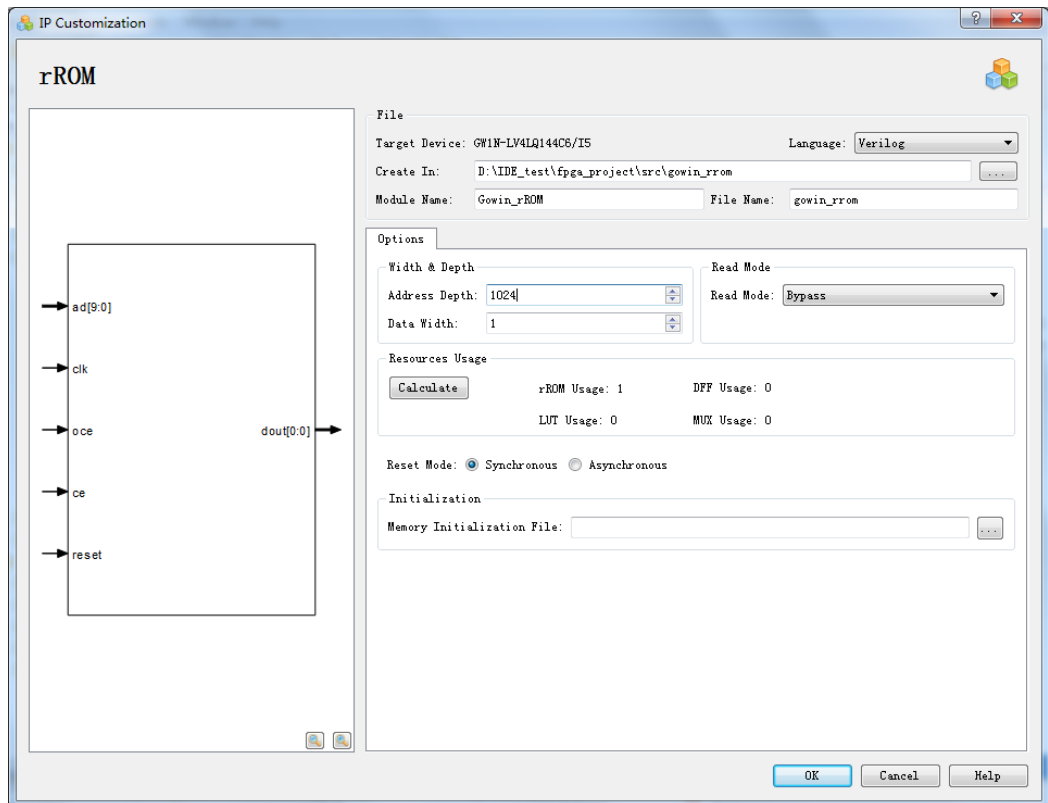 IP Customization
rROM
File
Target Device: GW1N-LV4LQ144C6/I5 Language: Verilog
Create In: D:\IDE_test\fpga_project\src\gowin_rrom ...
Module Name: Gowin_rROM File Name: gowin_rrom
Options
Width & Depth Read Mode
Address Depth: 1024 Read Mode: Bypass
Data Width: 1
Resources Usage
Calculate rROM Usage: 1 DFF Usage: 0
LUT Usage: 0 MUX Usage: 0
Reset Mode: Synchronous Asynchronous
Initialization
Memory Initialization File: ...
ad[9:0]
clk
oce dout[0:0]
ce
reset
OK Cancel Help